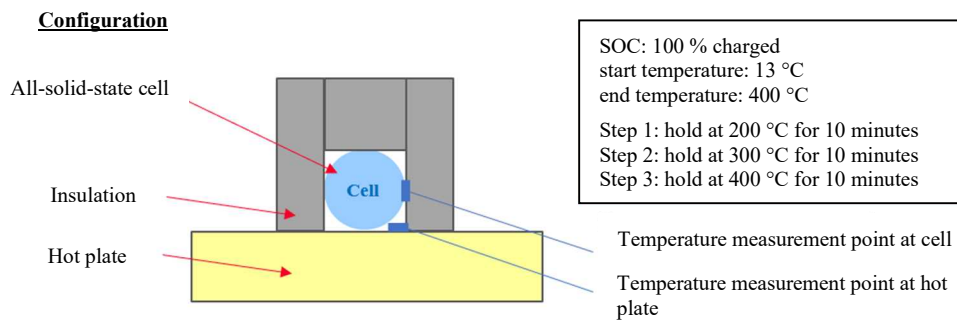 Configuration
All-solid-state cell
Insulation
Hot plate
Cell
SOC: 100 % charged
start temperature: 13 °C
end temperature: 400 °C
Step 1: hold at 200 °C for 10 minutes
Step 2: hold at 300 °C for 10 minutes
Step 3: hold at 400 °C for 10 minutes
Temperature measurement point at cell
Temperature measurement point at hot
plate